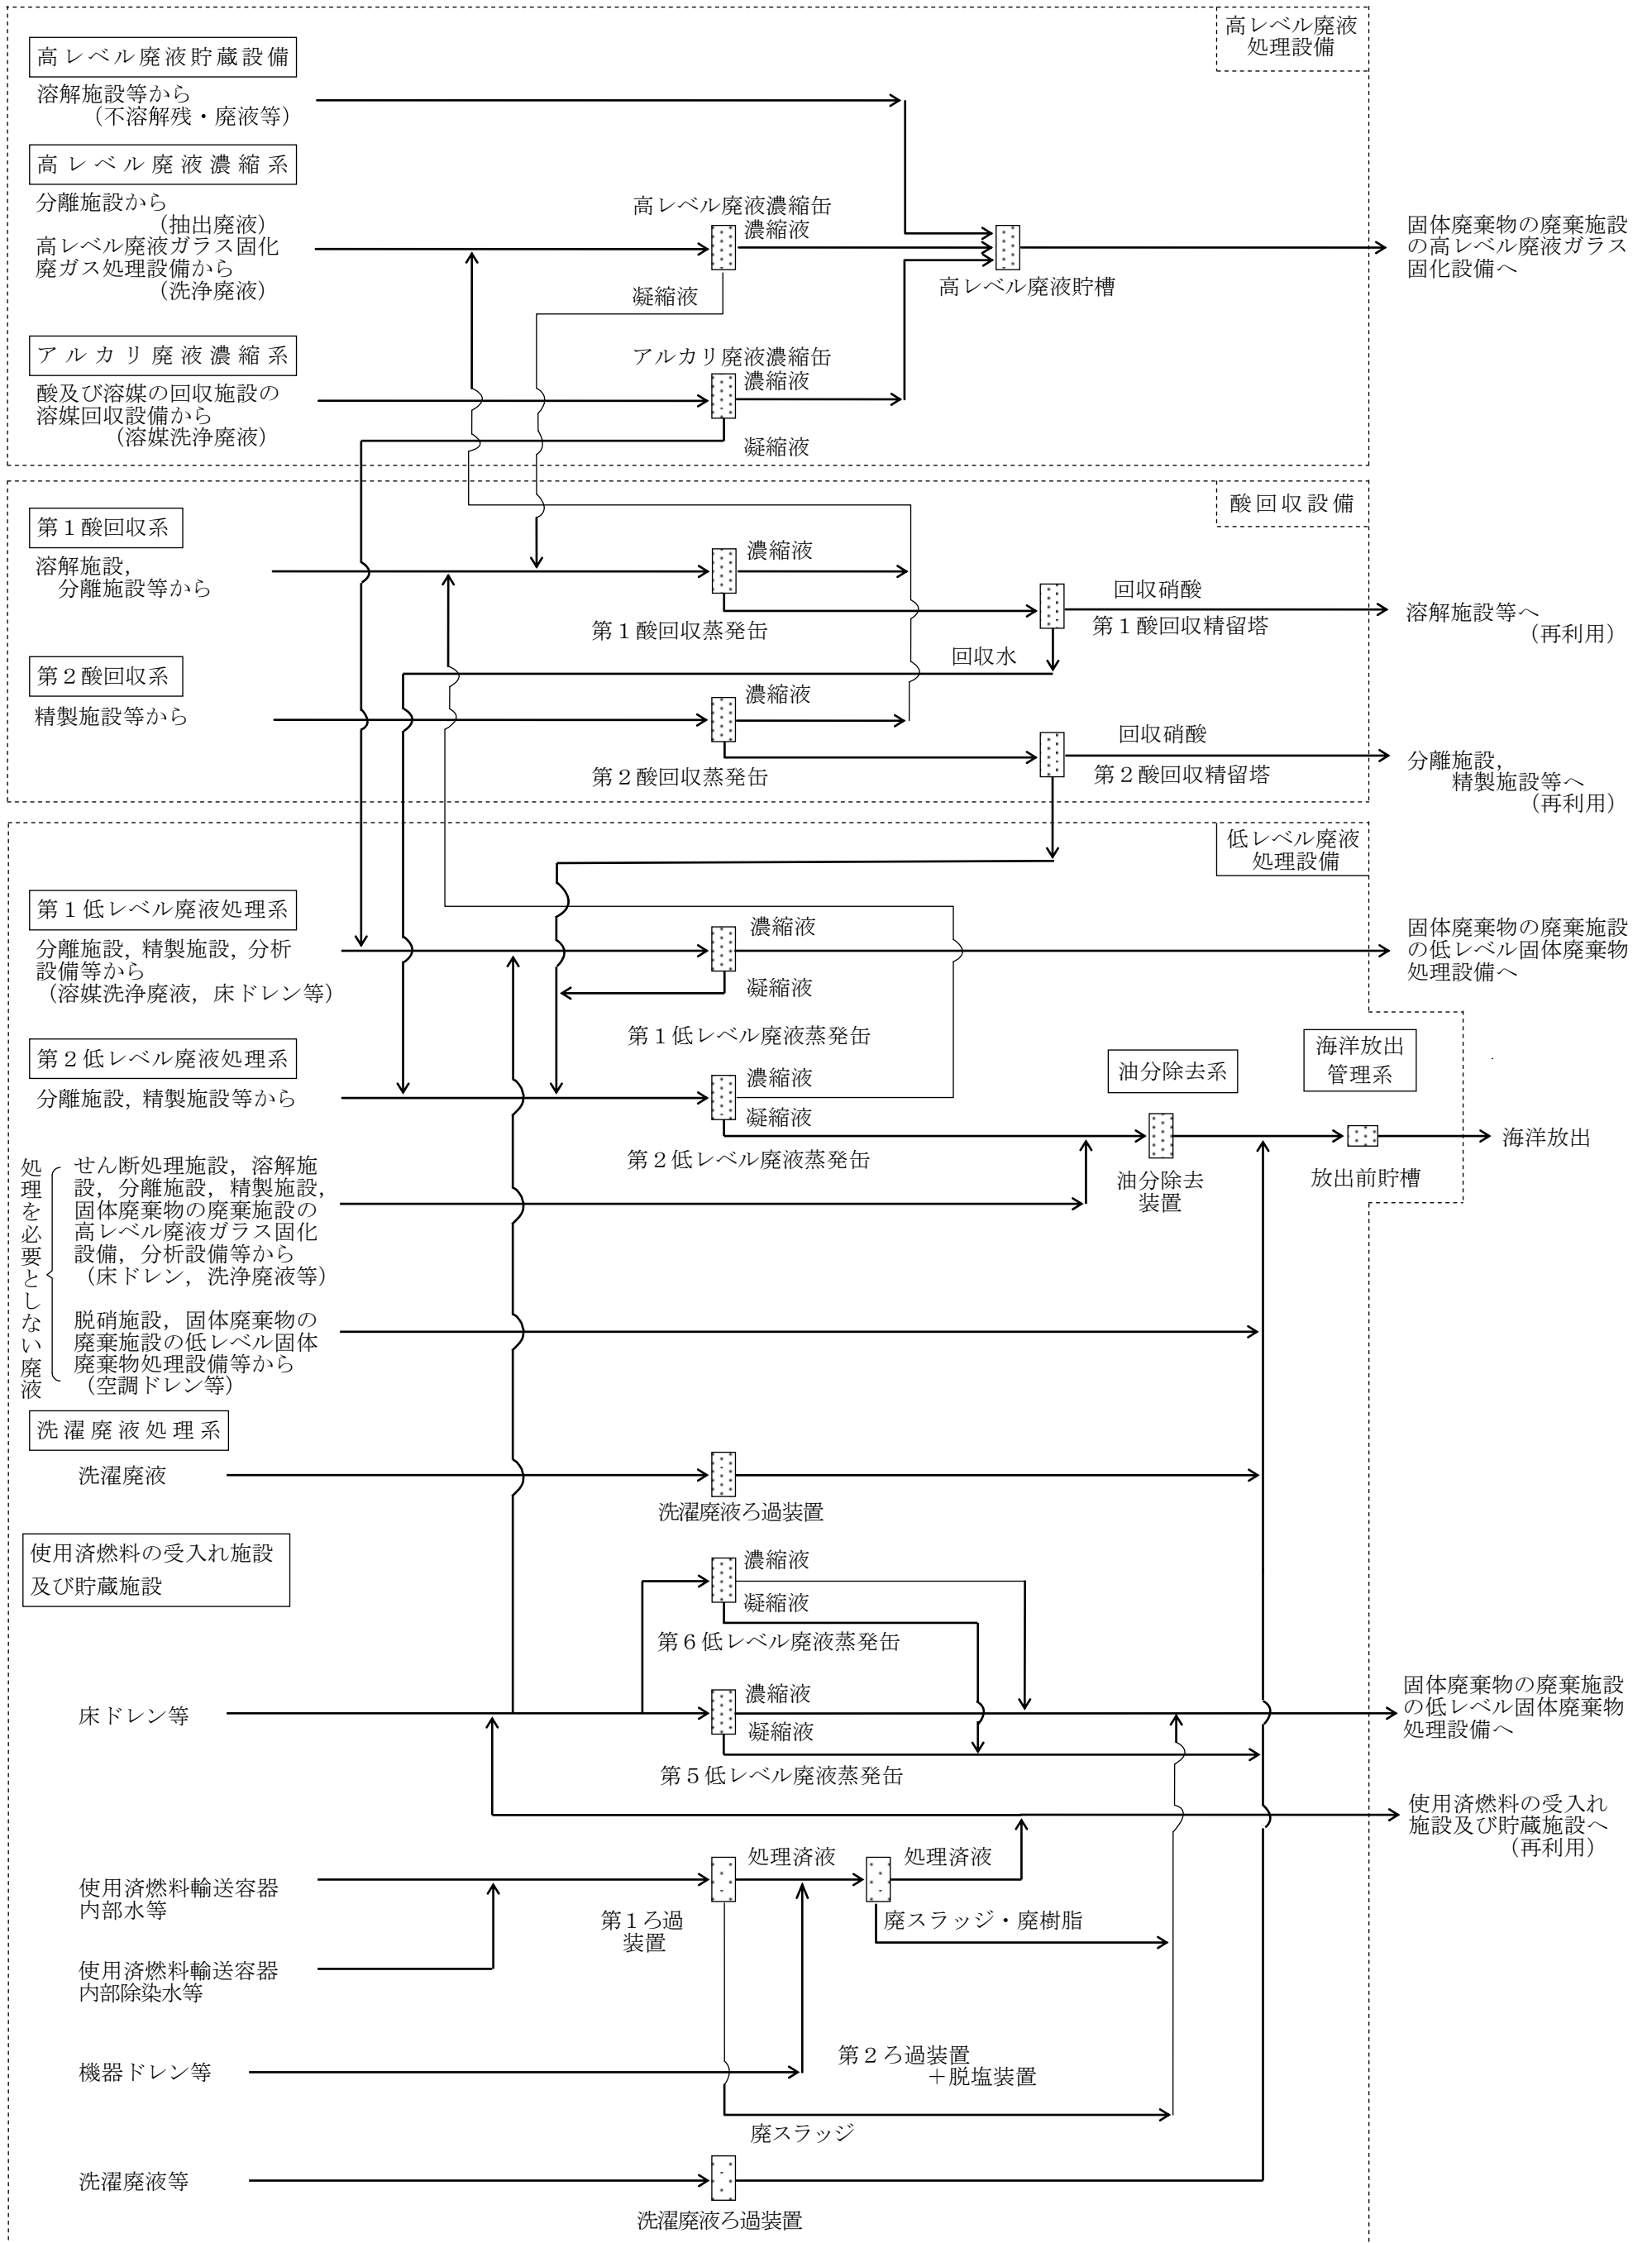 高レベル廃液
処理設備
高レベル廃液貯蔵設備
溶解施設等から
（不溶解残・廃液等）
高レベル廃液濃縮系
分離施設から
（抽出廃液）
高レベル廃液ガラス固化
廃ガス処理設備から
（洗浄廃液）
高レベル廃液濃縮缶
濃縮液
凝縮液
高レベル廃液貯槽
固体廃棄物の廃棄施設
の高レベル廃液ガラス
固化設備へ
アルカリ廃液濃縮系
酸及び溶媒の回収施設の
溶媒回収設備から
（溶媒洗浄廃液）
アルカリ廃液濃縮缶
濃縮液
凝縮液
酸回収設備
第１酸回収系
溶解施設，
分離施設等から
濃縮液
第１酸回収蒸発缶
回収硝酸
第１酸回収精留塔
溶解施設等へ
（再利用）
回収水
第２酸回収系
精製施設等から
濃縮液
第２酸回収蒸発缶
回収硝酸
第２酸回収精留塔
分離施設，
精製施設等へ
（再利用）
低レベル廃液
処理設備
第１低レベル廃液処理系
分離施設，精製施設，分析
設備等から
（溶媒洗浄廃液，床ドレン等）
濃縮液
凝縮液
第１低レベル廃液蒸発缶
固体廃棄物の廃棄施設
の低レベル固体廃棄物
処理設備へ
第２低レベル廃液処理系
分離施設，精製施設等から
濃縮液
凝縮液
第２低レベル廃液蒸発缶
油分除去系
油分除去
装置
海洋放出
管理系
放出前貯槽
海洋放出
処理を必要としない廃液
せん断処理施設，溶解施
設，分離施設，精製施設，
固体廃棄物の廃棄施設の
高レベル廃液ガラス固化
設備，分析設備等から
（床ドレン，洗浄廃液等）
脱硝施設，固体廃棄物の
廃棄施設の低レベル固体
廃棄物処理設備等から
（空調ドレン等）
洗濯廃液処理系
洗濯廃液
洗濯廃液ろ過装置
使用済燃料の受入れ施設
及び貯蔵施設
濃縮液
凝縮液
第６低レベル廃液蒸発缶
床ドレン等
濃縮液
凝縮液
第５低レベル廃液蒸発缶
固体廃棄物の廃棄施設
の低レベル固体廃棄物
処理設備へ
使用済燃料の受入れ
施設及び貯蔵施設へ
（再利用）
使用済燃料輸送容器
内部水等
処理済液
処理済液
第１ろ過
装置
廃スラッジ・廃樹脂
使用済燃料輸送容器
内部除染水等
機器ドレン等
第２ろ過装置
＋脱塩装置
廃スラッジ
洗濯廃液等
洗濯廃液ろ過装置